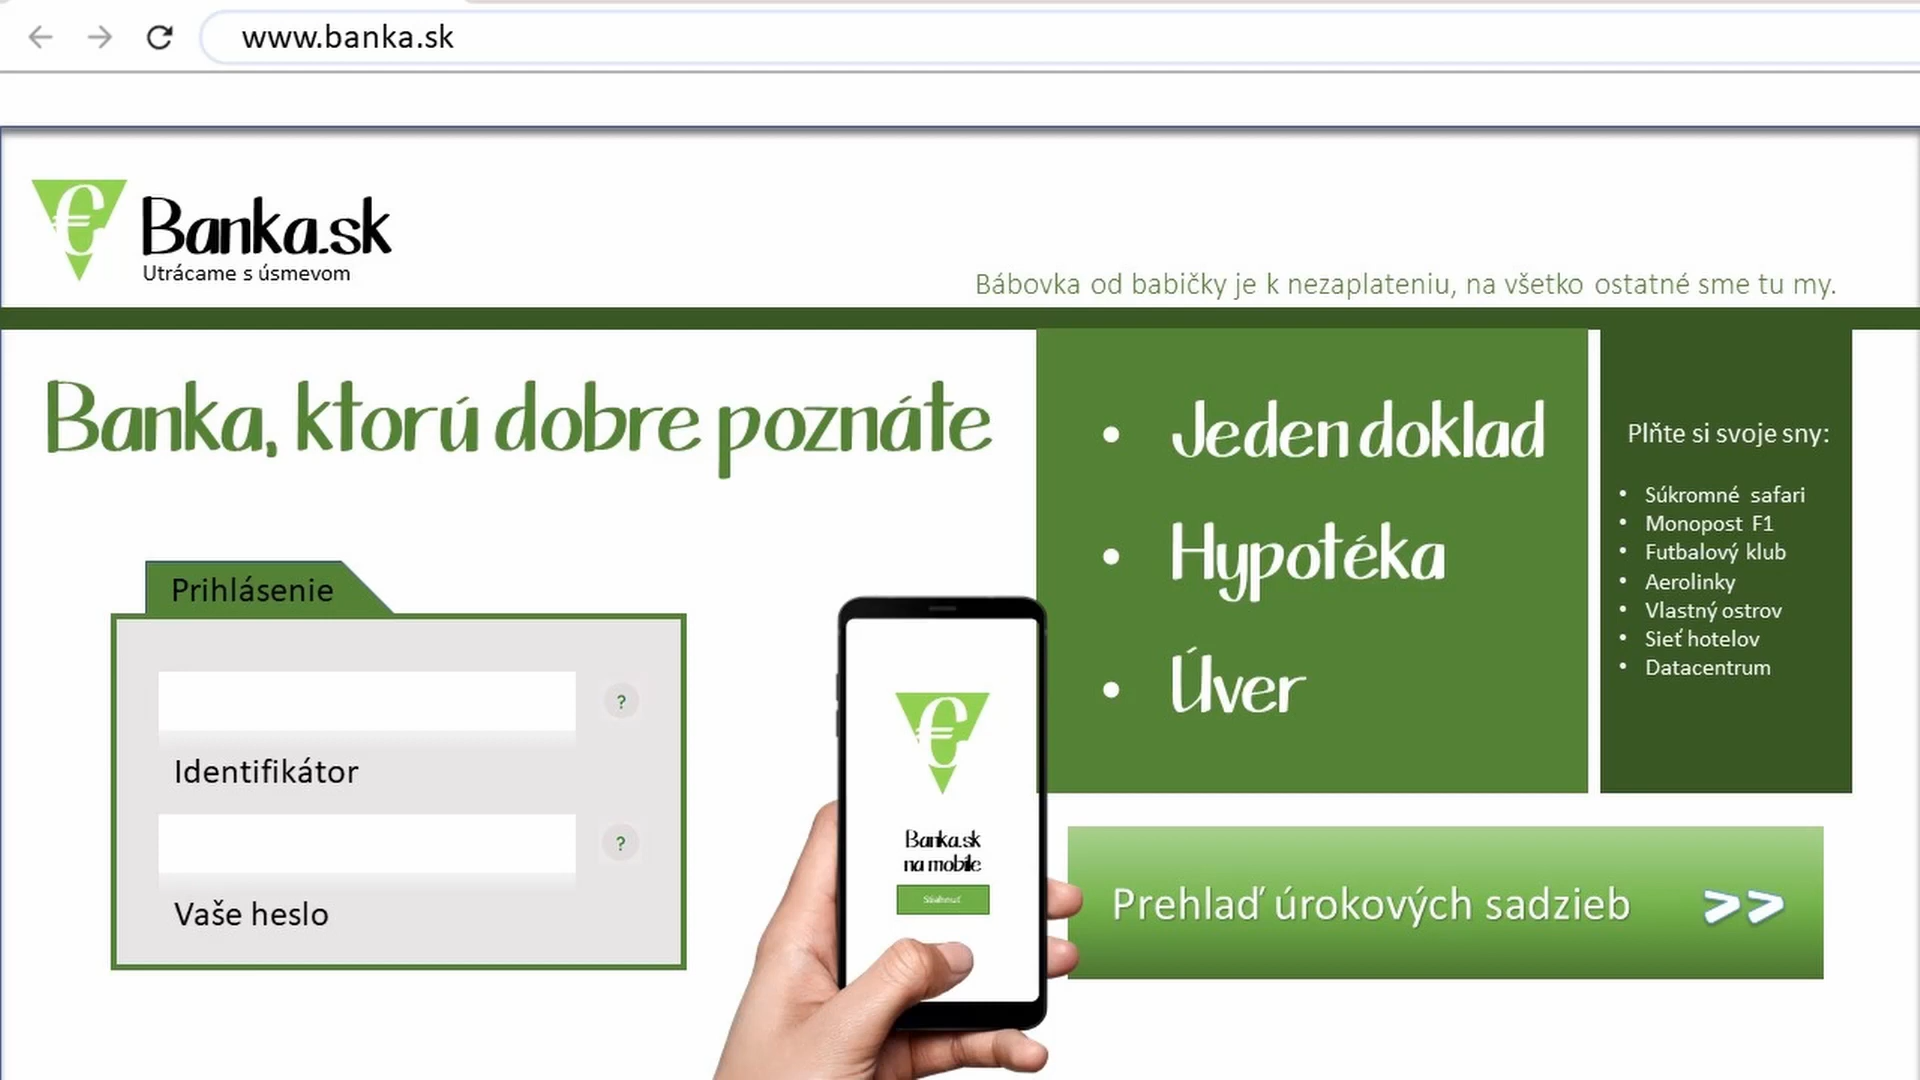 www.banka.sk
Banka.sk
Utrácame s úsmevom
Bábovka od babičky je k nezaplateniu, na všetko ostatné sme tu my.
Banka, ktorú dobre poznáte
• Jeden doklad
• Hypotéka
• Úver
Plňte si svoje sny:
• Súkromné safari
• Monopost F1
• Futbalový klub
• Aerolinky
• Vlastný ostrov
• Sieť hotelov
• Datacentrum
Prihlásenie
?
Identifikátor
?
Vaše heslo
€
Banka.sk
na mobile
Stiahnuť
Prehlaď úrokových sadzieb >>